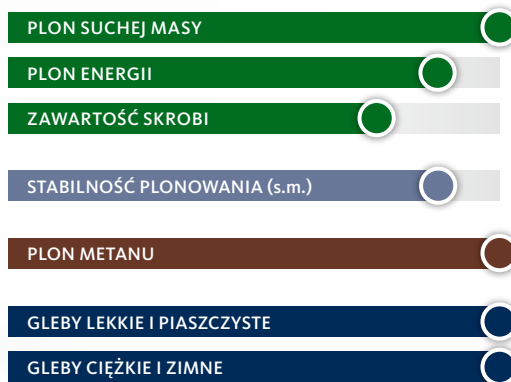 PLON SUCHEJ MASY
PLON ENERGII
ZAWARTOŚĆ SKROBI
STABILNOŚĆ PLONOWANIA (s.m.)
PLON METANU
GLEBY LEKKIE I PIASZCZYSTE
GLEBY CIĘŻKIE I ZIMNE